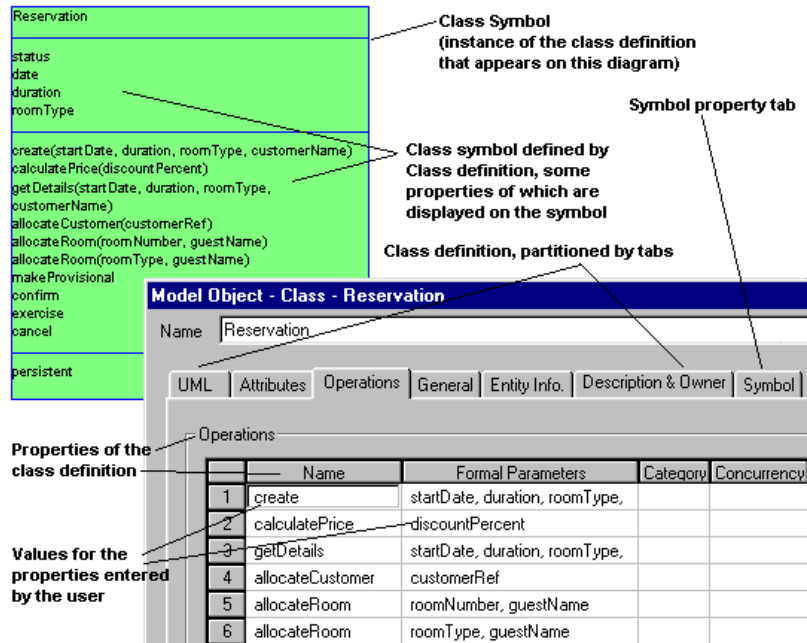 Reservation
status
date
duration
roomType
create(startDate, duration, roomType, customerName)
calculatePrice(discountPercent)
getDetails(startDate, duration, roomType,
customerName)
allocateCustomer(customerRef)
allocateRoom(roomNumber, guestName)
allocateRoom(roomType, guestName)
makeProvisional
confirm
exercise
cancel
persistent
Class Symbol
(instance of the class definition
that appears on this diagram)
Symbol property tab
Class symbol defined by
Class definition, some
properties of which are
displayed on the symbol
Class definition, partitioned by tabs
Model Object - Class - Reservation
Name Reservation
UML Attributes Operations General Entity Info. Description & Owner Symbol
Operations
Properties of the
class definition
Name Formal Parameters Category Concurrency
1 create startDate, duration, roomType,
2 calculatePrice discountPercent
3 getDetails startDate, duration, roomType,
4 allocateCustomer customerRef
5 allocateRoom roomNumber, guestName
6 allocateRoom roomType, guestName
Values for the
properties entered
by the user